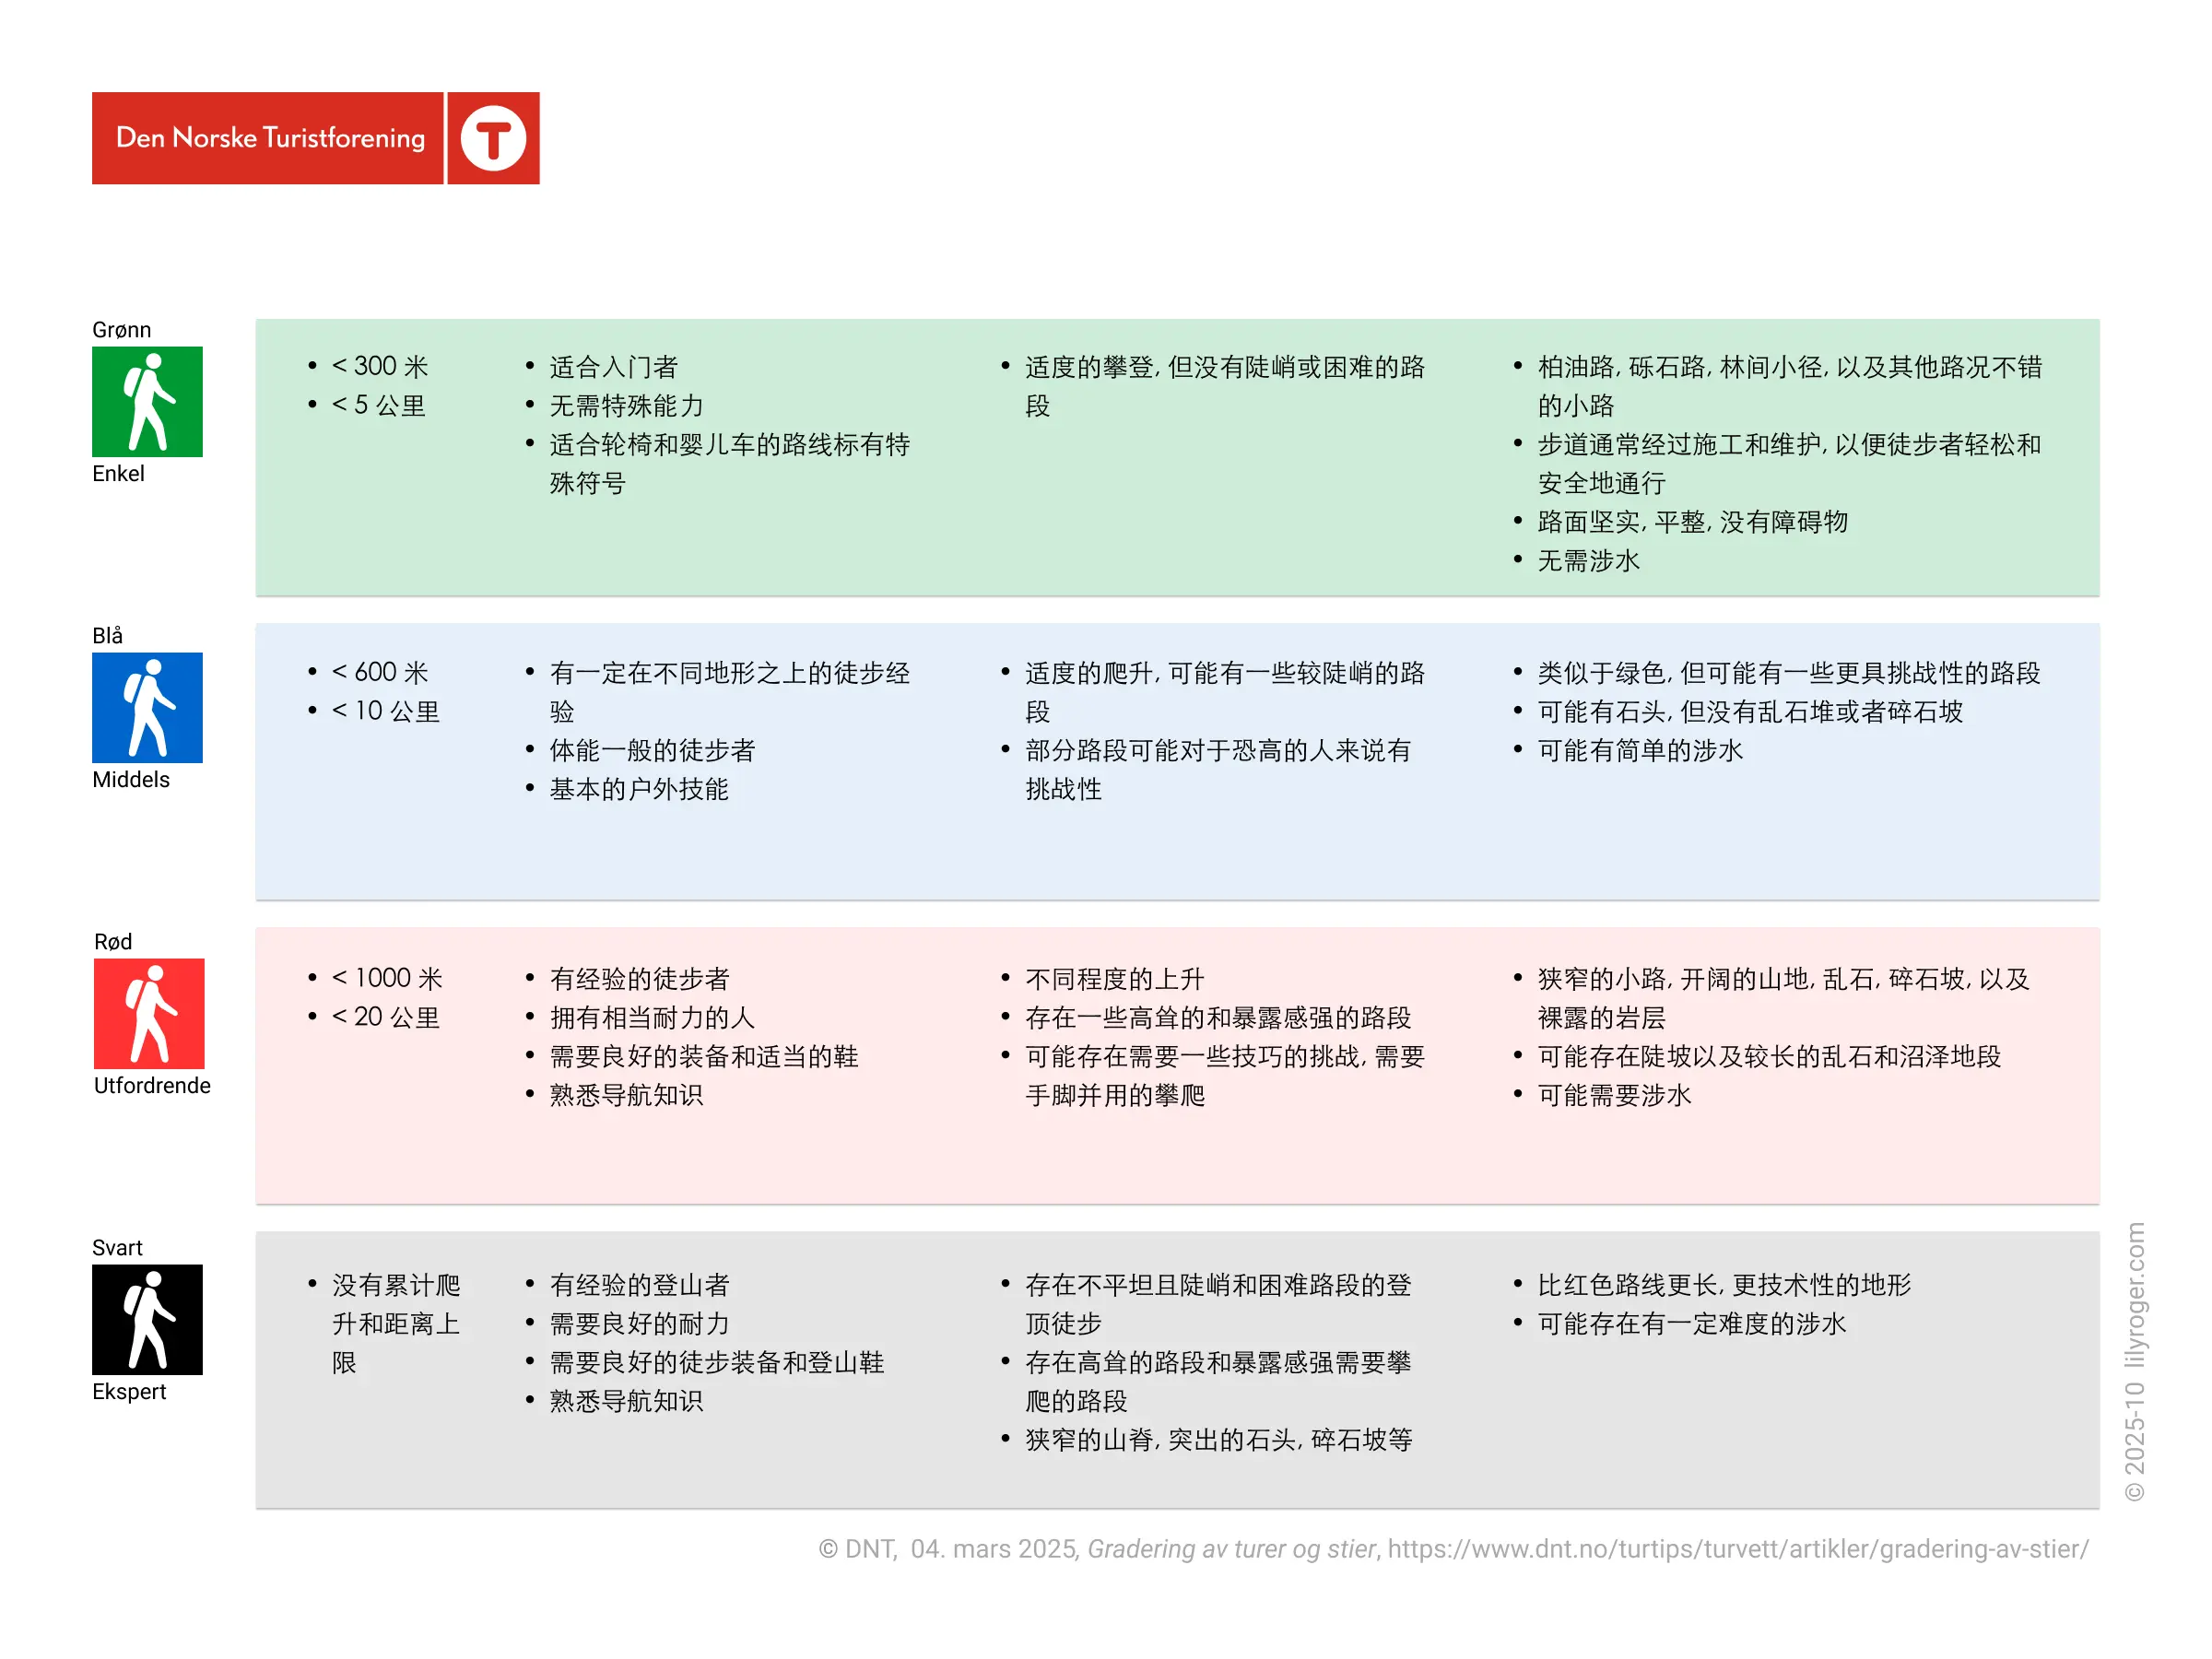 Den Norske Turistforening
T
Grønn
Enkel
• < 300 米
• < 5 公里
• 适合入门者
• 无需特殊能力
• 适合轮椅和婴儿车的路线标有特
殊符号
• 适度的攀登, 但没有陡峭或困难的路
段
• 柏油路, 砾石路, 林间小径, 以及其他路况不错
的小路
• 步道通常经过施工和维护, 以便徒步者轻松和
安全地通行
• 路面坚实, 平整, 没有障碍物
• 无需涉水
Blå
Middels
• < 600 米
• < 10 公里
• 有一定在不同地形之上的徒步经
验
• 体能一般的徒步者
• 基本的户外技能
• 适度的爬升, 可能有一些较陡峭的路
段
• 部分路段可能对于恐高的人来说有
挑战性
• 类似于绿色, 但可能有一些更具挑战性的路段
• 可能有石头, 但没有乱石堆或者碎石坡
• 可能有简单的涉水
Rød
Utfordrende
• < 1000 米
• < 20 公里
• 有经验的徒步者
• 拥有相当耐力的人
• 需要良好的装备和适当的鞋
• 熟悉导航知识
• 不同程度的上升
• 存在一些高耸的和暴露感强的路段
• 可能存在需要一些技巧的挑战, 需要
手脚并用的攀爬
• 狭窄的小路, 开阔的山地, 乱石, 碎石坡, 以及
裸露的岩层
• 可能存在陡坡以及较长的乱石和沼泽地段
• 可能需要涉水
Svart
Ekspert
• 没有累计爬
升和距离上
限
• 有经验的登山者
• 需要良好的耐力
• 需要良好的徒步装备和登山鞋
• 熟悉导航知识
• 存在不平坦且陡峭和困难路段的登
顶徒步
• 存在高耸的路段和暴露感强需要攀
爬的路段
• 狭窄的山脊, 突出的石头, 碎石坡等
• 比红色路线更长, 更技术性的地形
• 可能存在有一定难度的涉水
© 2025-10 lilyroger.com
© DNT, 04. mars 2025, Gradering av turer og stier, https://www.dnt.no/turtips/turvett/artikler/gradering-av-stier/